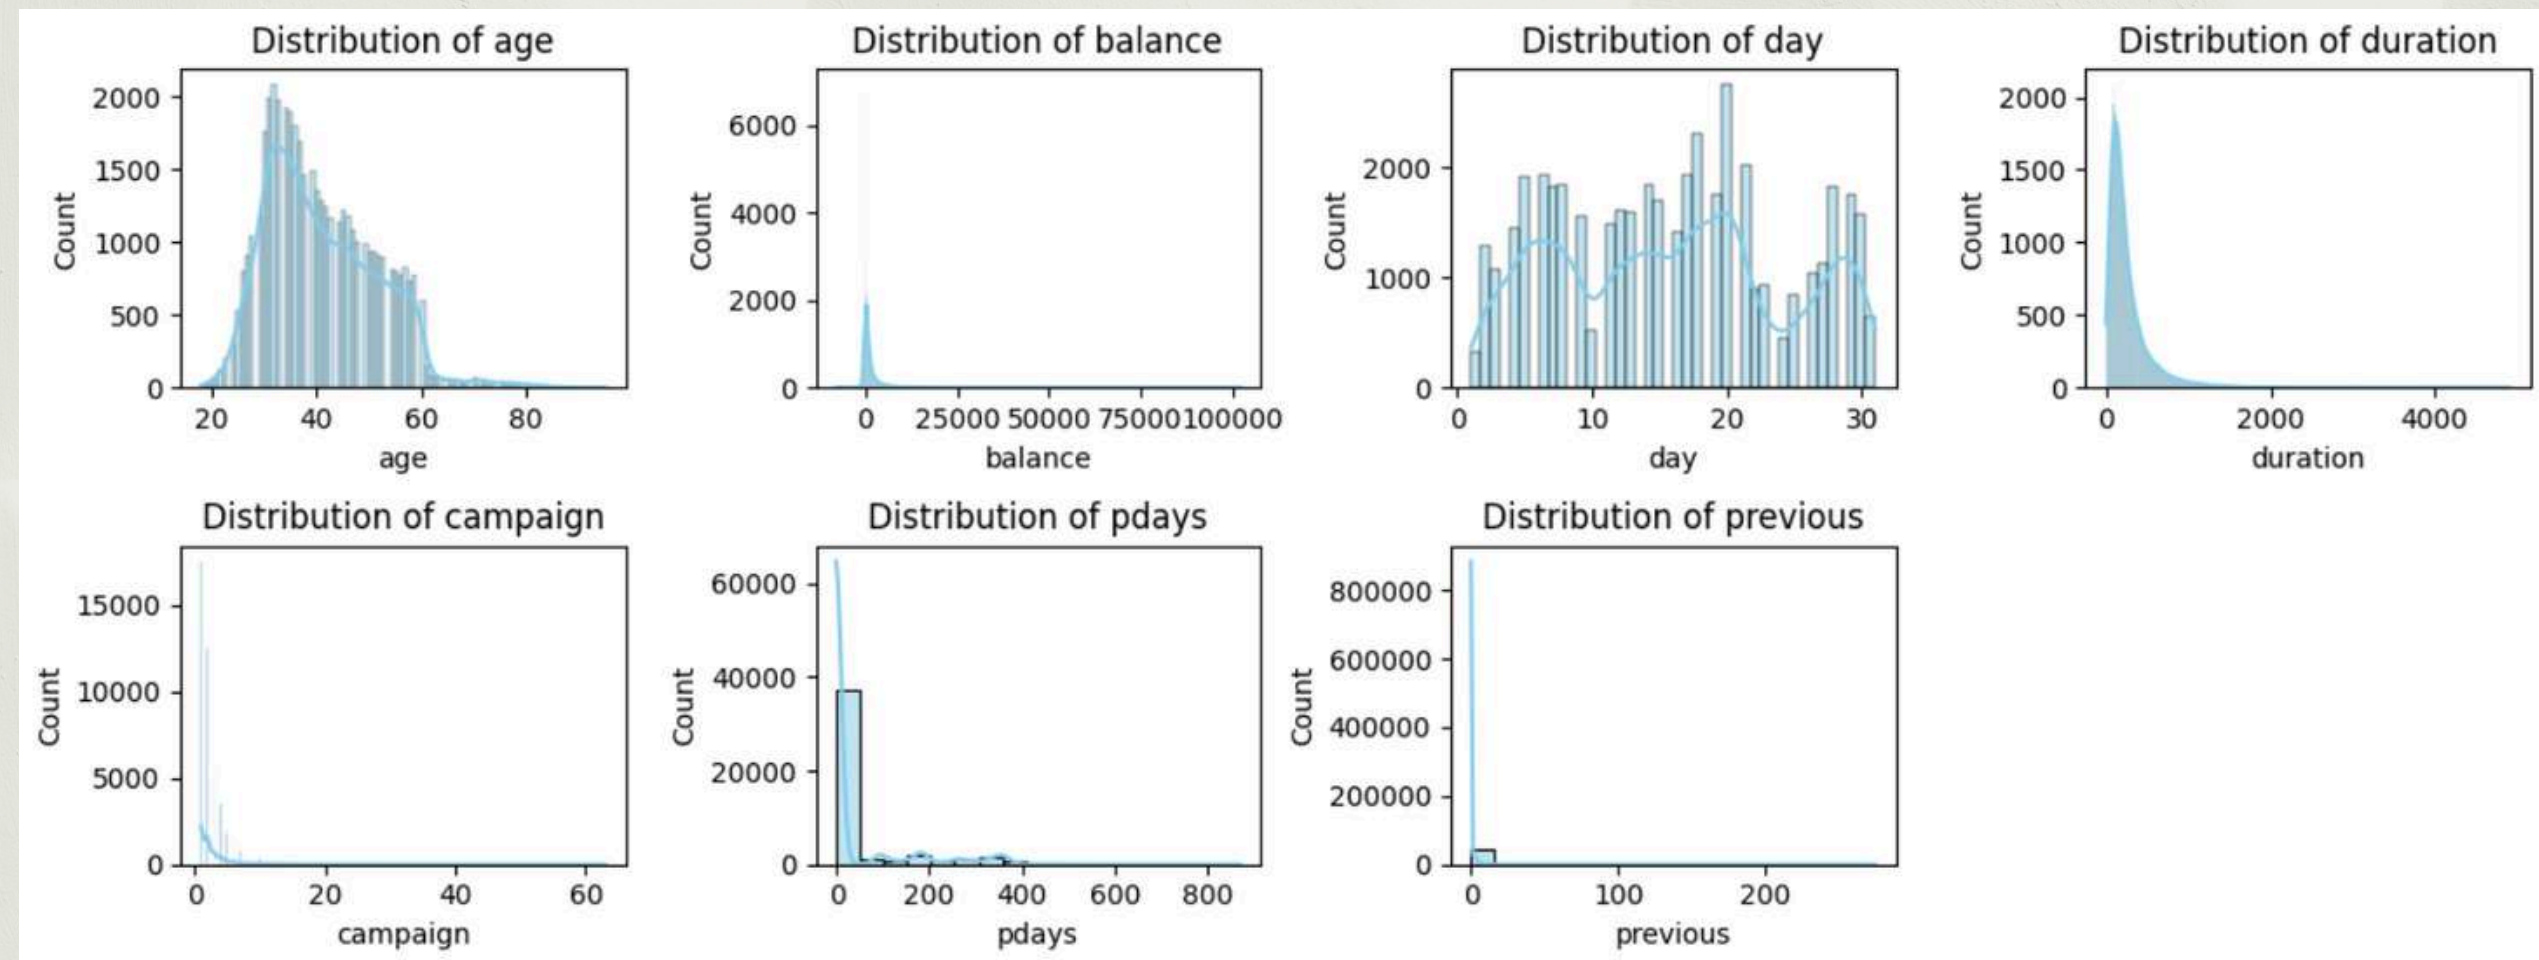 Distribution of age
2000
1500
1000
500
0
Count
20 40 60 80
age
Distribution of balance
6000
4000
2000
0
Count
0 25000 50000 75000 100000
balance
Distribution of day
2000
1000
0
Count
0 10 20 30
day
Distribution of duration
2000
1500
1000
500
0
Count
0 2000 4000
duration
Distribution of campaign
15000
10000
5000
0
Count
0 20 40 60
campaign
Distribution of pdays
60000
40000
20000
0
Count
0 200 400 600 800
pdays
Distribution of previous
800000
600000
400000
200000
0
Count
0 100 200
previous